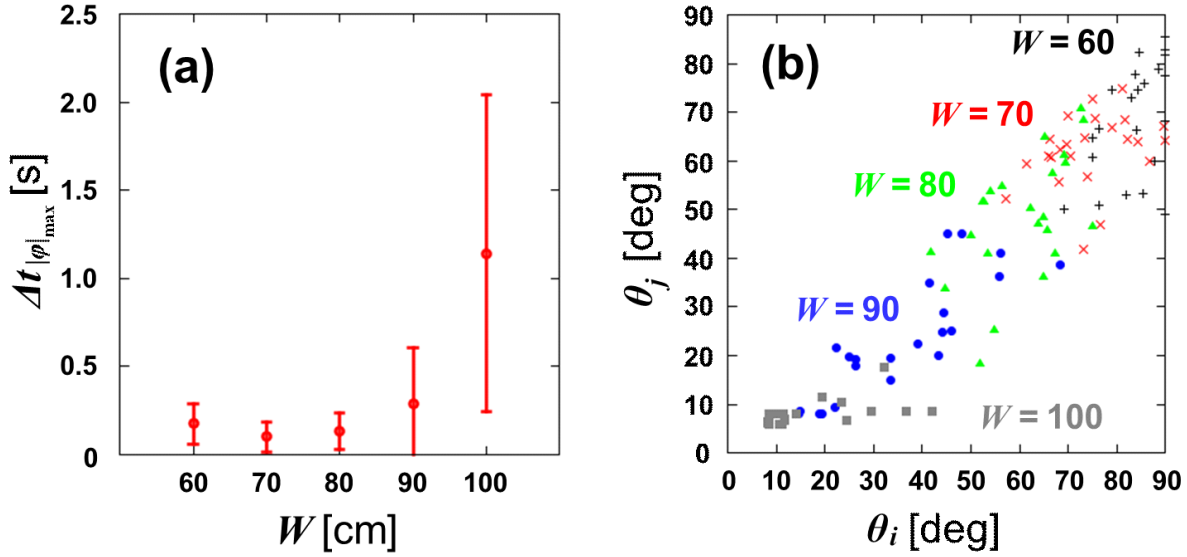 (a)
2.5
2.0
1.5
1.0
0.5
0
60 70 80 90 100
W [cm]
Δt|φ|max [s]
(b)
90
80
70
60
50
40
30
20
10
0
0 10 20 30 40 50 60 70 80 90
θi [deg]
θj [deg]
W = 60
W = 70
W = 80
W = 90
W = 100